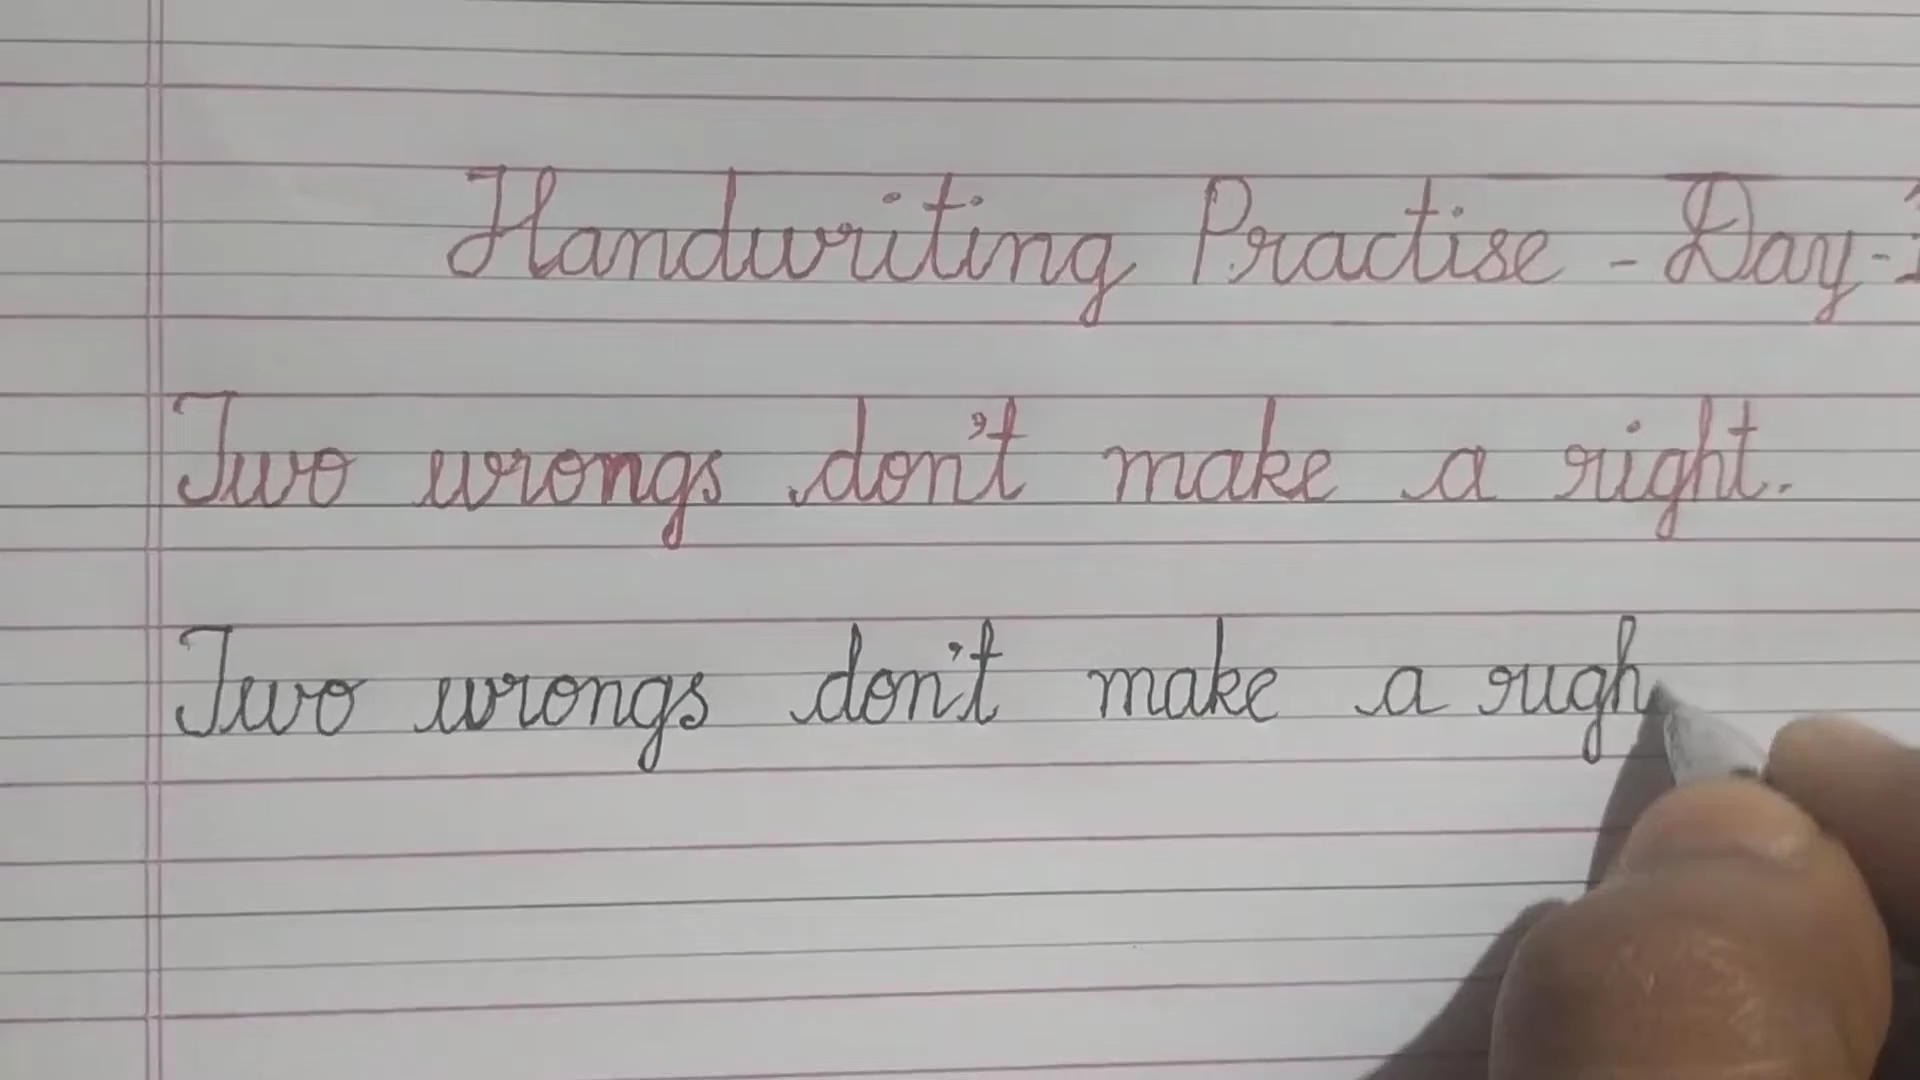 Handwriting Practise - Day-
Two wrongs don't make a right.
Two wrongs don't make a righ